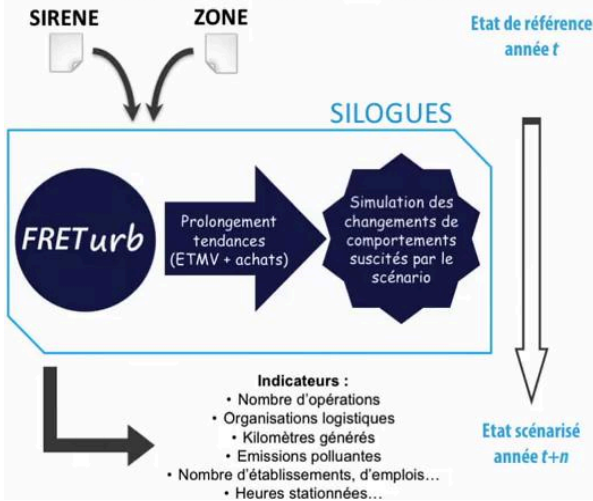 SIRENE
ZONE
Etat de référence
année t
SILOGUES
FRETurb
Prolongement
tendances
(ETMV + achats)
Simulation des
changements de
comportements
suscités par le
scénario
Indicateurs :
• Nombre d'opérations
• Organisations logistiques
• Kilomètres générés
• Emissions polluantes
• Nombre d'établissements, d'emplois...
• Heures stationnées...
Etat scénarisé
année t+n